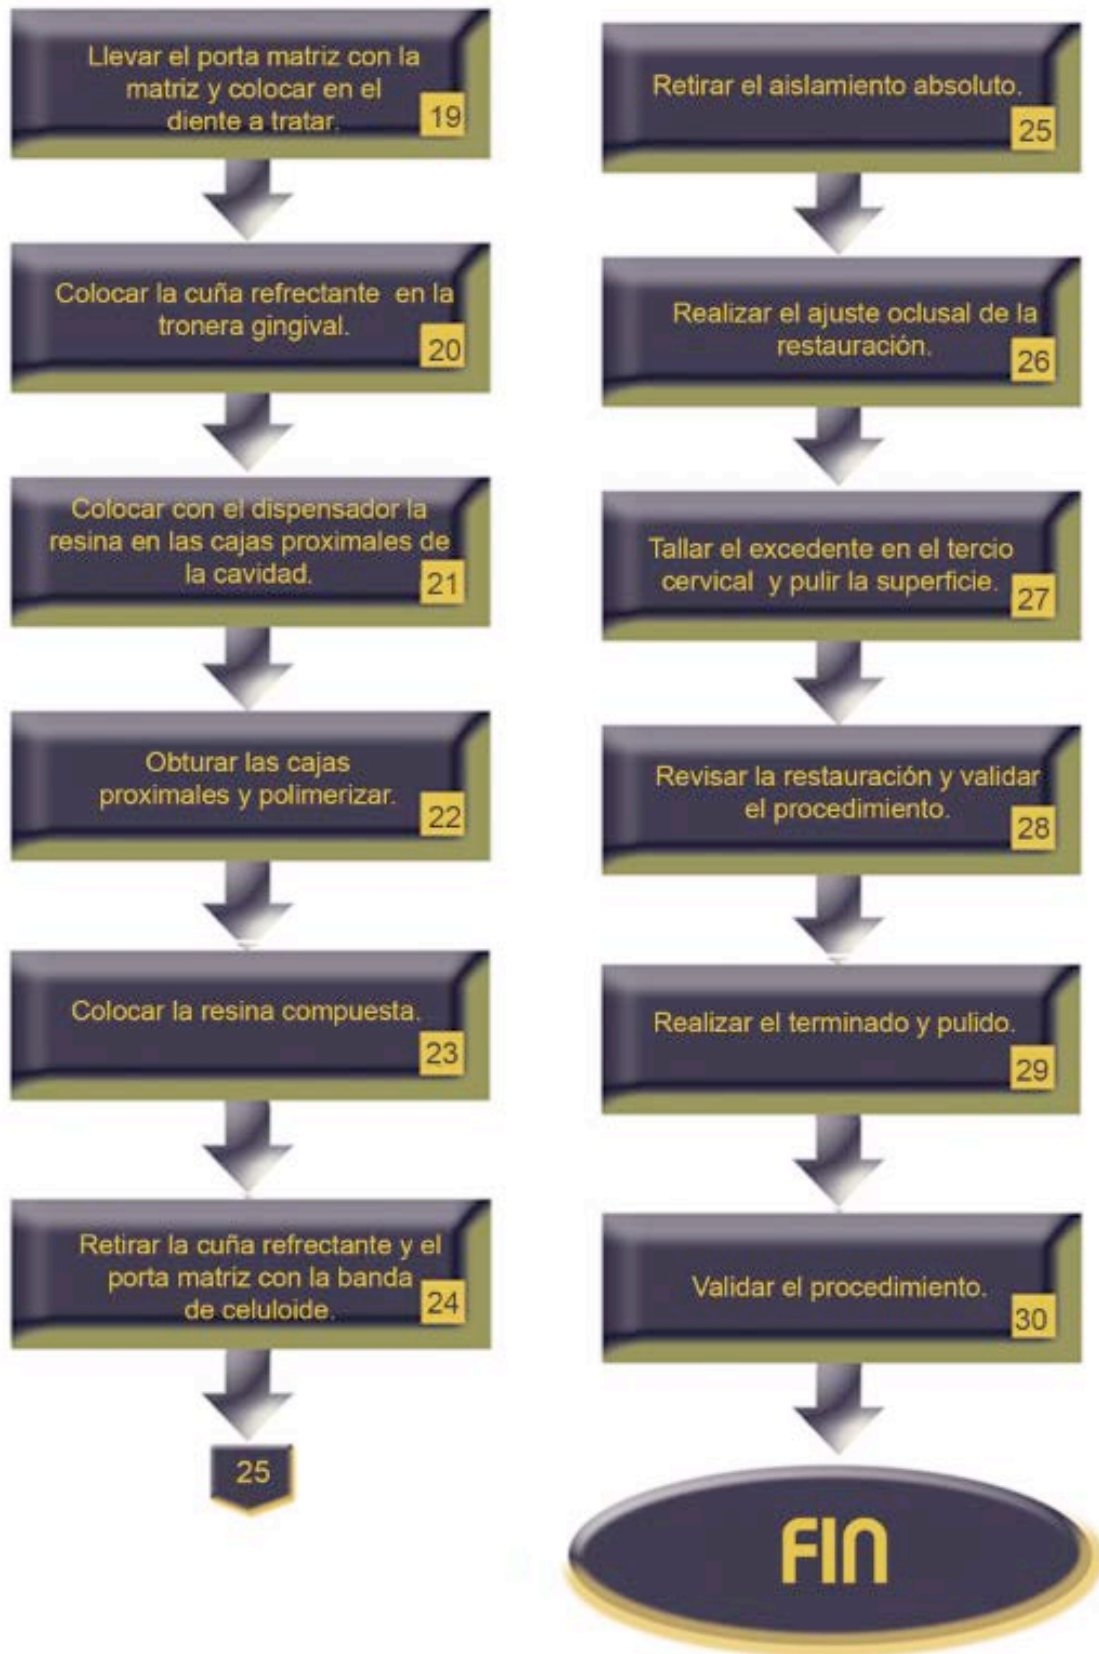 Llevar el porta matriz con la
matriz y colocar en el
diente a tratar.
19
Colocar la cuña refrectante en la
tronera gingival.
20
Colocar con el dispensador la
resina en las cajas proximales de
la cavidad.
21
Obturar las cajas
proximales y polimerizar.
22
Colocar la resina compuesta.
23
Retirar la cuña refrectante y el
porta matriz con la banda
de celuloide.
24
25
Retirar el aislamiento absoluto.
25
Realizar el ajuste oclusal de la
restauración.
26
Tallar el excedente en el tercio
cervical y pulir la superficie.
27
Revisar la restauración y validar
el procedimiento.
28
Realizar el terminado y pulido.
29
Validar el procedimiento.
30
FIN